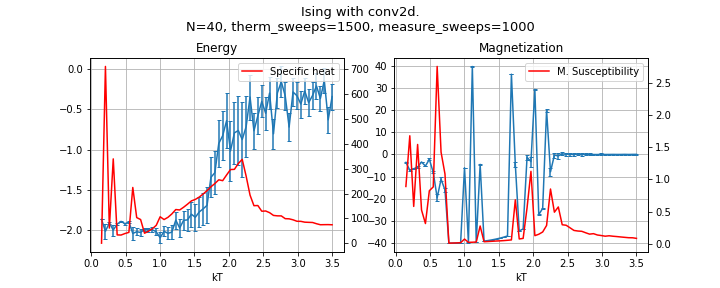 Ising with conv2d.
N=40, therm_sweeps=1500, measure_sweeps=1000
Energy
Magnetization
Specific heat
M. Susceptibility
0.0
−0.5
−1.0
−1.5
−2.0
700
600
500
400
300
200
100
0
40
30
20
10
0
−10
−20
−30
−40
2.5
2.0
1.5
1.0
0.5
0.0
0.0 0.5 1.0 1.5 2.0 2.5 3.0 3.5
0.0 0.5 1.0 1.5 2.0 2.5 3.0 3.5
kT
kT